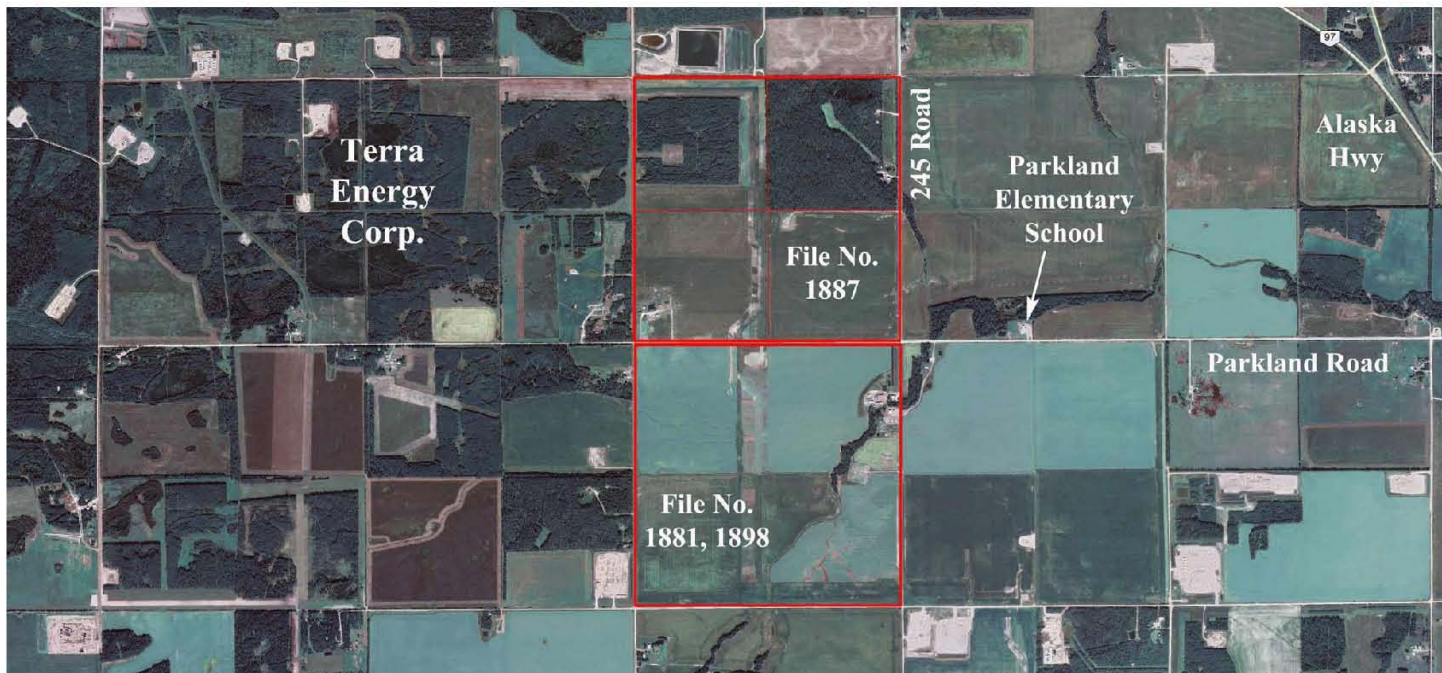 97
Alaska
Hwy
245 Road
Terra
Energy
Corp.
Parkland
Elementary
School
File No.
1887
Parkland Road
File No.
1881, 1898